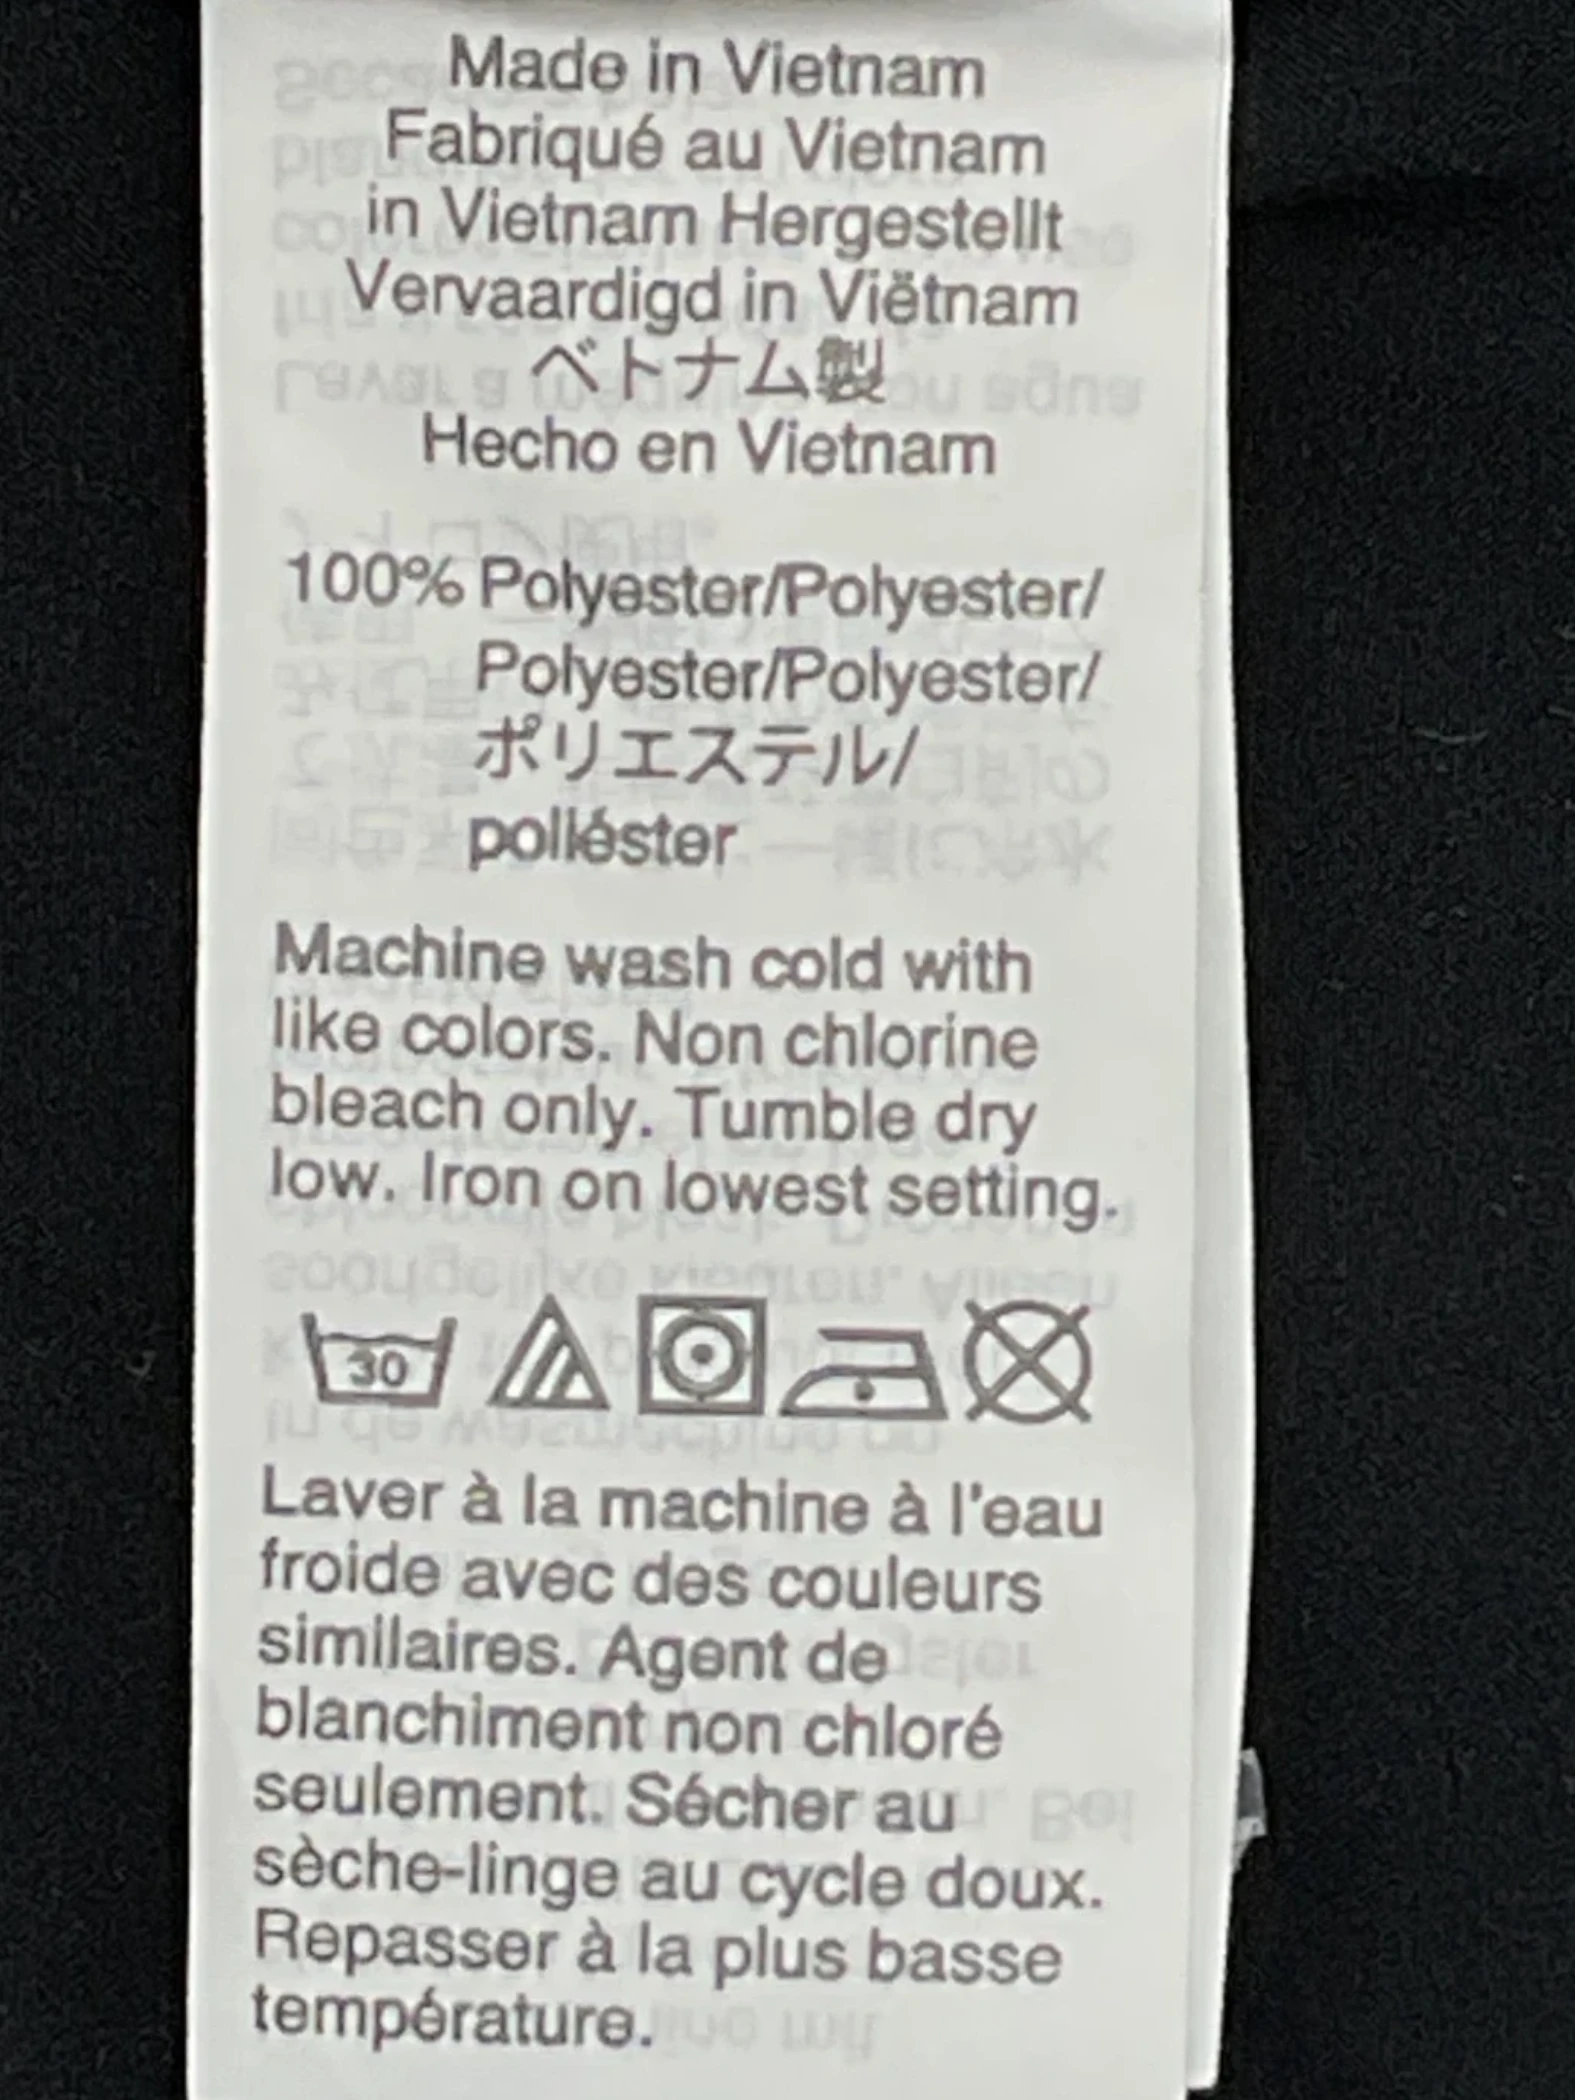 Made in Vietnam
Fabriqué au Vietnam
in Vietnam Hergestellt
Vervaardigd in Viëtnam
ベトナム製
Hecho en Vietnam
100% Polyester/Polyester/
Polyester/Polyester/
ポリエステル/
poliéster
Machine wash cold with
like colors. Non chlorine
bleach only. Tumble dry
low. Iron on lowest setting.
30
Laver à la machine à l'eau
froide avec des couleurs
similaires. Agent de
blanchiment non chloré
seulement. Sécher au
sèche-linge au cycle doux.
Repasser à la plus basse
température.